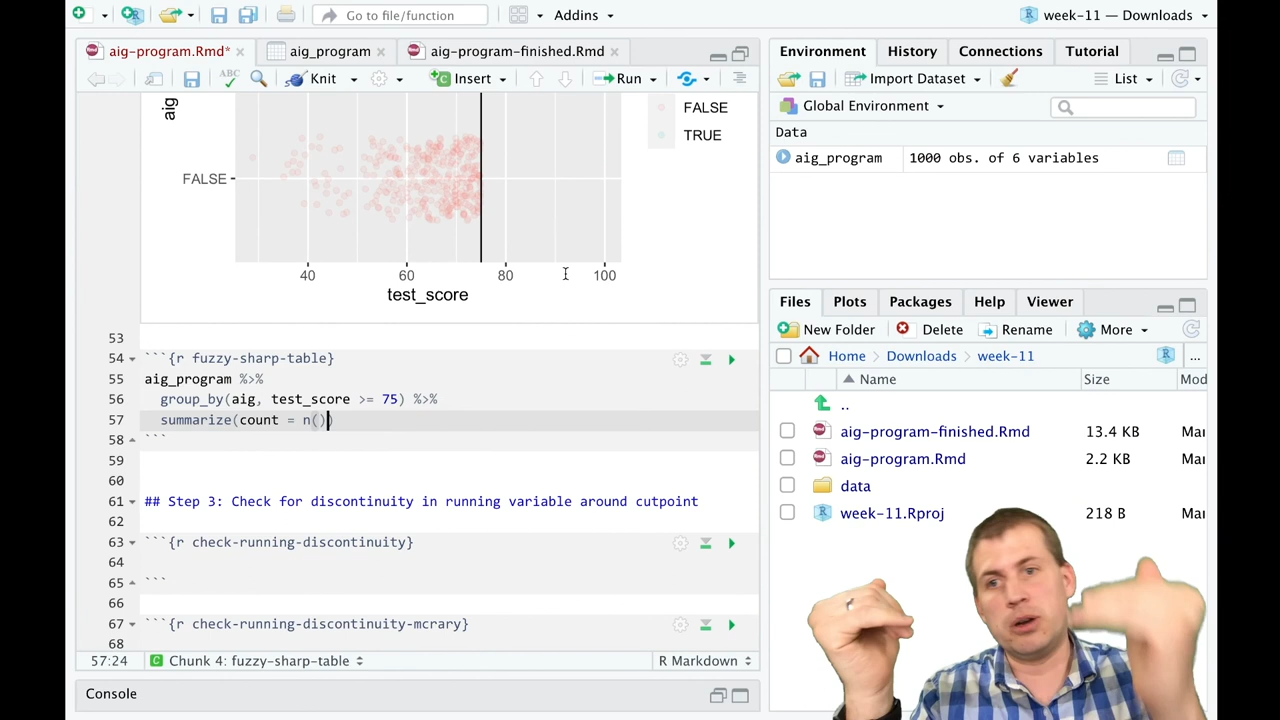 Go to file/function
Addins
week-11 — Downloads
aig-program.Rmd*
aig_program
aig-program-finished.Rmd
ABC
Knit
Insert
Run
aig
FALSE
TRUE
FALSE
40 60 80 100
test_score
53
54 ```{r fuzzy-sharp-table}
55 aig_program %>%
56 group_by(aig, test_score >= 75) %>%
57 summarize(count = n())
58 ```
59
60
61 ## Step 3: Check for discontinuity in running variable around cutpoint
62
63 ```{r check-running-discontinuity}
64
65 ```
66
67 ```{r check-running-discontinuity-mcrary}
68
57:24 Chunk 4: fuzzy-sharp-table R Markdown
Console
Environment History Connections Tutorial
Import Dataset List
Global Environment
Data
aig_program 1000 obs. of 6 variables
Files Plots Packages Help Viewer
New Folder Delete Rename More
Home Downloads week-11 ...
Name Size Mod
..
aig-program-finished.Rmd 13.4 KB Mar
aig-program.Rmd 2.2 KB Mar
data
week-11.Rproj 218 B Mar